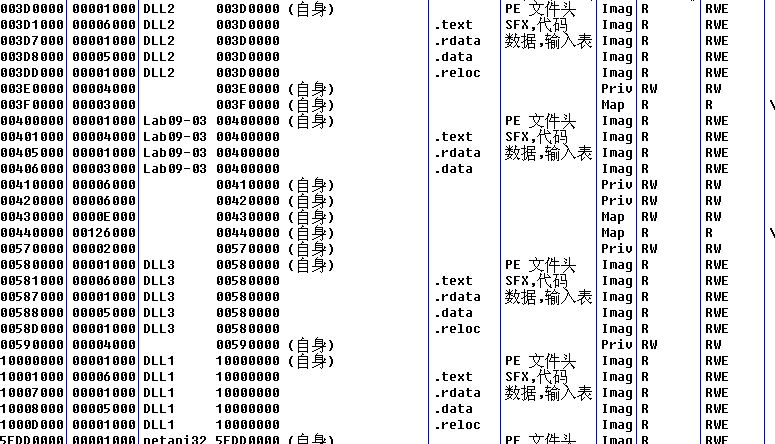 003D0000 00001000 DLL2 003D0000 (自身) PE 文件头 Imag R RWE
003D1000 00006000 DLL2 003D0000 .text SFX,代码 Imag R RWE
003D7000 00001000 DLL2 003D0000 .rdata 数据,输入表 Imag R RWE
003D8000 00005000 DLL2 003D0000 .data Imag R RWE
003DD000 00001000 DLL2 003D0000 .reloc Imag R RWE
003E0000 00004000 003E0000 (自身) Priv RW RW
003F0000 00003000 003F0000 (自身) Map R R \
00400000 00001000 Lab09-03 00400000 (自身) PE 文件头 Imag R RWE
00401000 00004000 Lab09-03 00400000 .text SFX,代码 Imag R RWE
00405000 00001000 Lab09-03 00400000 .rdata 数据,输入表 Imag R RWE
00406000 00003000 Lab09-03 00400000 .data Imag R RWE
00410000 00006000 00410000 (自身) Priv RW RW
00420000 00006000 00420000 (自身) Priv RW RW
00430000 0000E000 00430000 (自身) Map RW RW
00440000 00126000 00440000 (自身) Map R R \
00570000 00002000 00570000 (自身) Priv RW RW
00580000 00001000 DLL3 00580000 (自身) PE 文件头 Imag R RWE
00581000 00006000 DLL3 00580000 .text SFX,代码 Imag R RWE
00587000 00001000 DLL3 00580000 .rdata 数据,输入表 Imag R RWE
00588000 00005000 DLL3 00580000 .data Imag R RWE
0058D000 00001000 DLL3 00580000 .reloc Imag R RWE
00590000 00004000 00590000 (自身) Priv RW RW
10000000 00001000 DLL1 10000000 (自身) PE 文件头 Imag R RWE
10001000 00006000 DLL1 10000000 .text SFX,代码 Imag R RWE
10007000 00001000 DLL1 10000000 .rdata 数据,输入表 Imag R RWE
10008000 00005000 DLL1 10000000 .data Imag R RWE
1000D000 00001000 DLL1 10000000 .reloc Imag R RWE
5FDD0000 00001000 netapi32 5FDD0000 (自身) PE 文件头 Imag R RWE